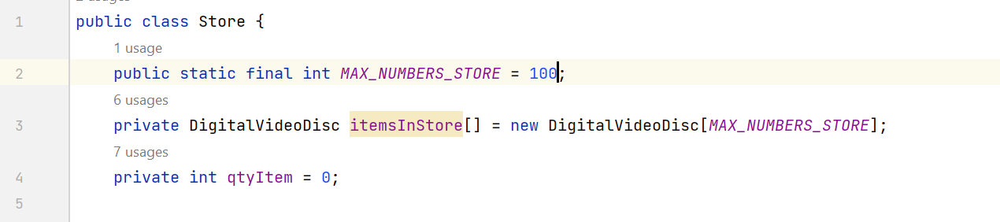 1 public class Store {
1 usage
2 public static final int MAX_NUMBERS_STORE = 100;
6 usages
3 private DigitalVideoDisc itemsInStore[] = new DigitalVideoDisc[MAX_NUMBERS_STORE];
7 usages
4 private int qtyItem = 0;
5